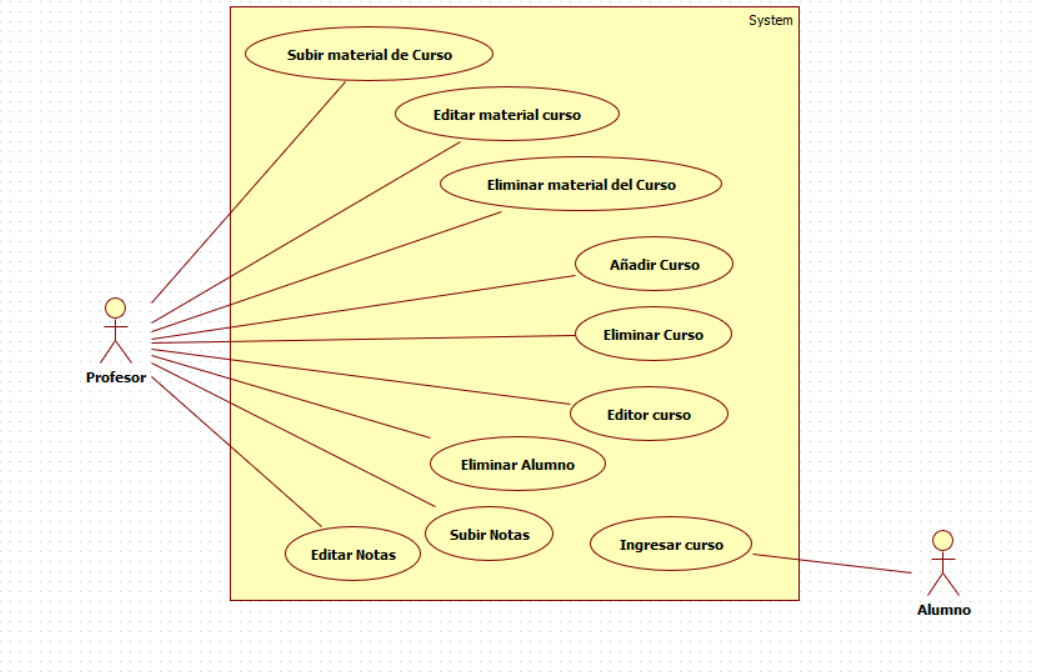 System
Subir material de Curso
Editar material curso
Eliminar material del Curso
Añadir Curso
Eliminar Curso
Profesor
Editor curso
Eliminar Alumno
Subir Notas
Ingresar curso
Editar Notas
Alumno